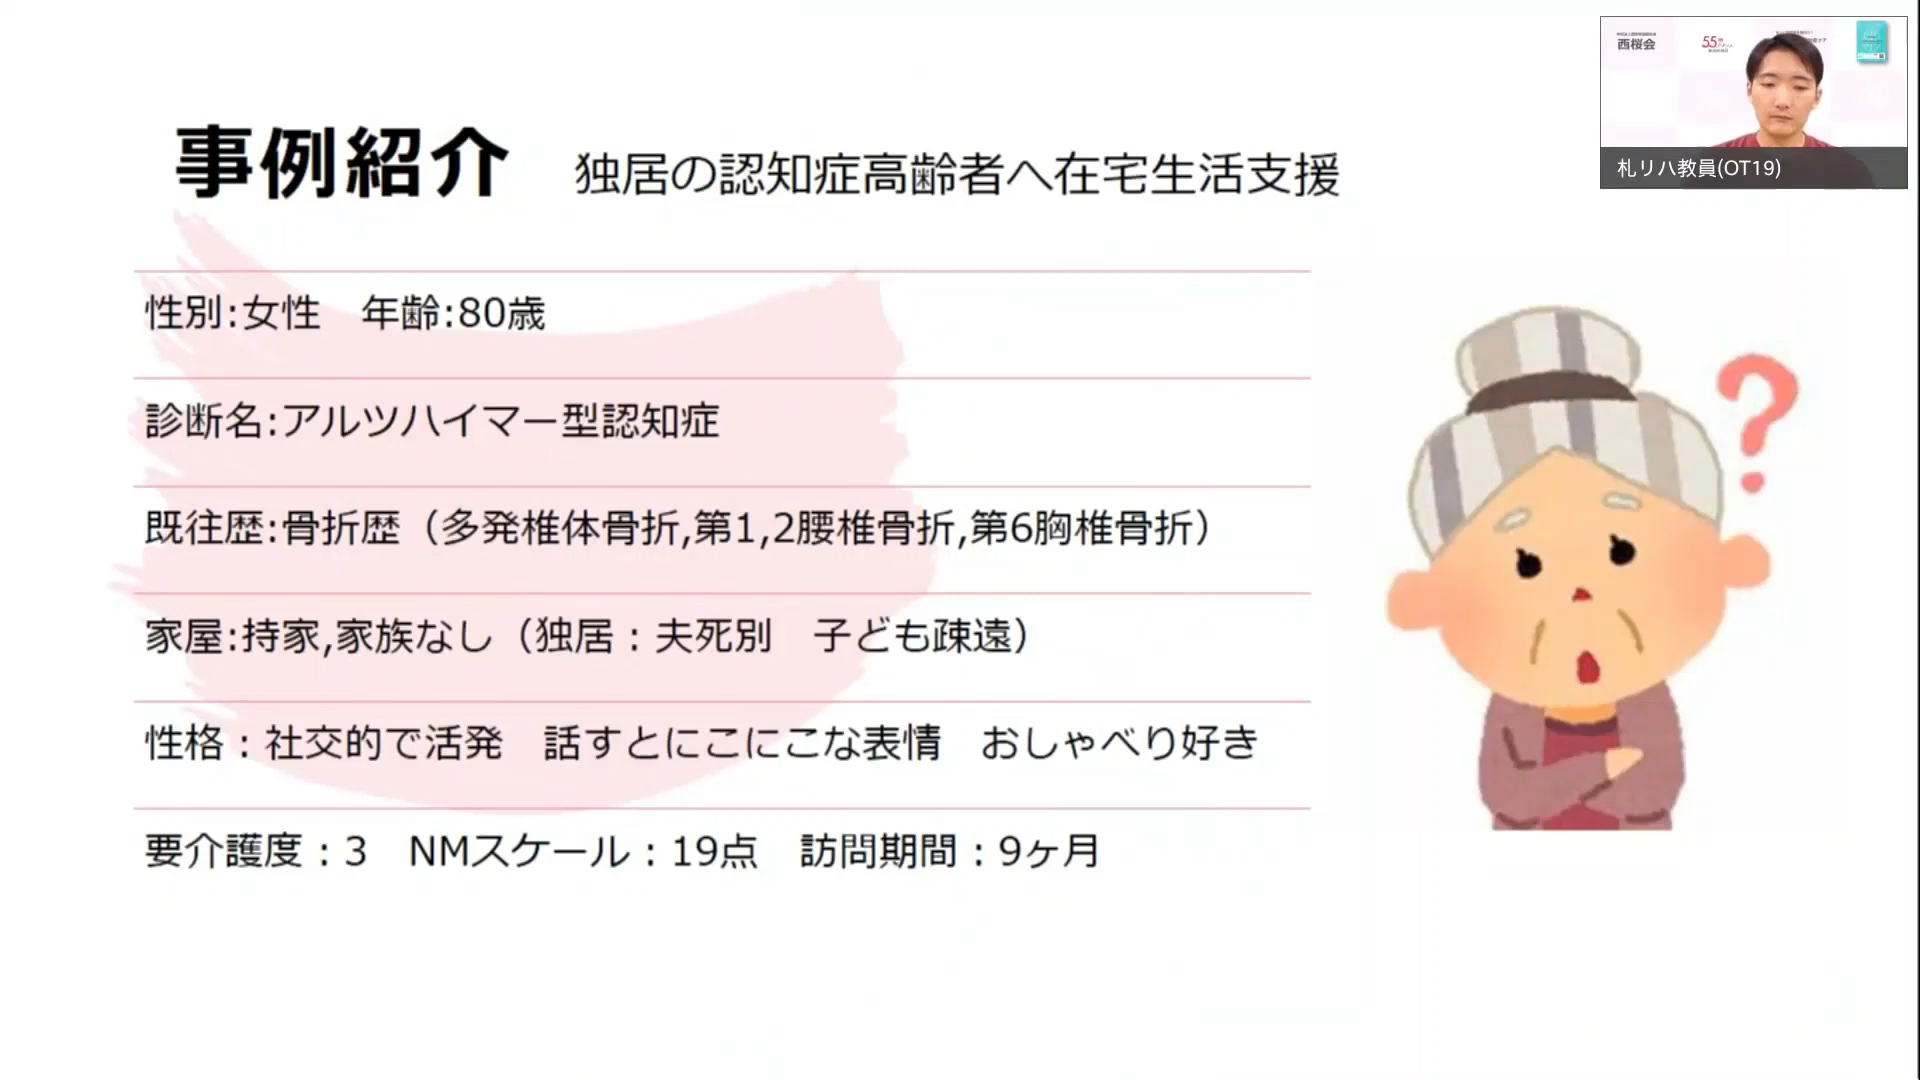 西桜会
55th
札リハ教員(OT19)
事例紹介 独居の認知症高齢者へ在宅生活支援
性別:女性 年齢:80歳
診断名:アルツハイマー型認知症
既往歴:骨折歴（多発椎体骨折,第1,2腰椎骨折,第6胸椎骨折）
家屋:持家,家族なし（独居：夫死別 子ども疎遠）
性格：社交的で活発 話すとにこにこな表情 おしゃべり好き
要介護度：3 NMスケール：19点 訪問期間：9ヶ月
?